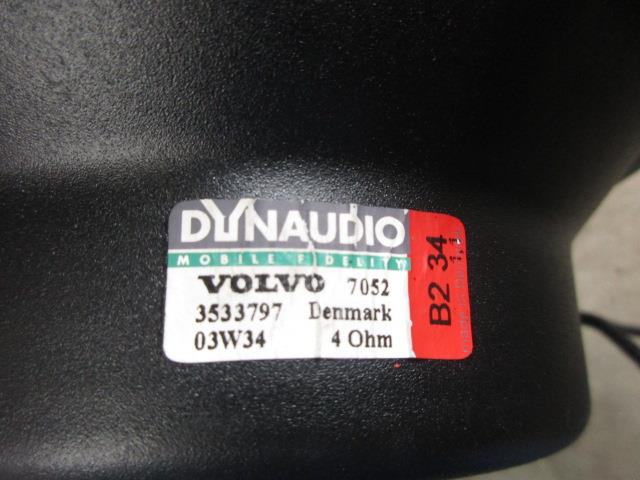 DYNAUDIO
MOBILE FIDELITY
VOLVO 7052
3533797 Denmark
03W34 4 Ohm
B2 34